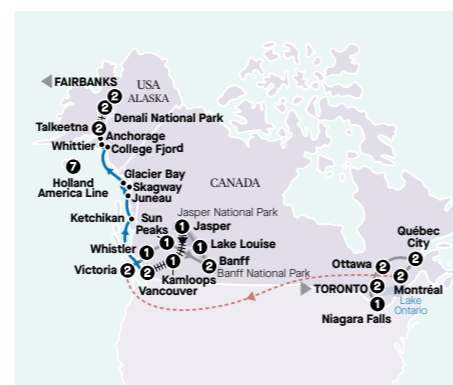 FAIRBANKS
2
USA
ALASKA
2
Denali National Park
Talkeetna 2
Anchorage
Whittier
College Fjord
7
Holland
America Line
Glacier Bay
Skagway
Juneau
CANADA
Ketchikan
Sun
Peaks
1
Jasper National Park
1 Jasper
Whistler 1
1 Lake Louise
Banff
2
Banff National Park
Victoria 2
2
Vancouver
1
Kamloops
Québec
City
2
Ottawa
2
2
Montréal
TORONTO 2
Lake
Ontario
1
Niagara Falls